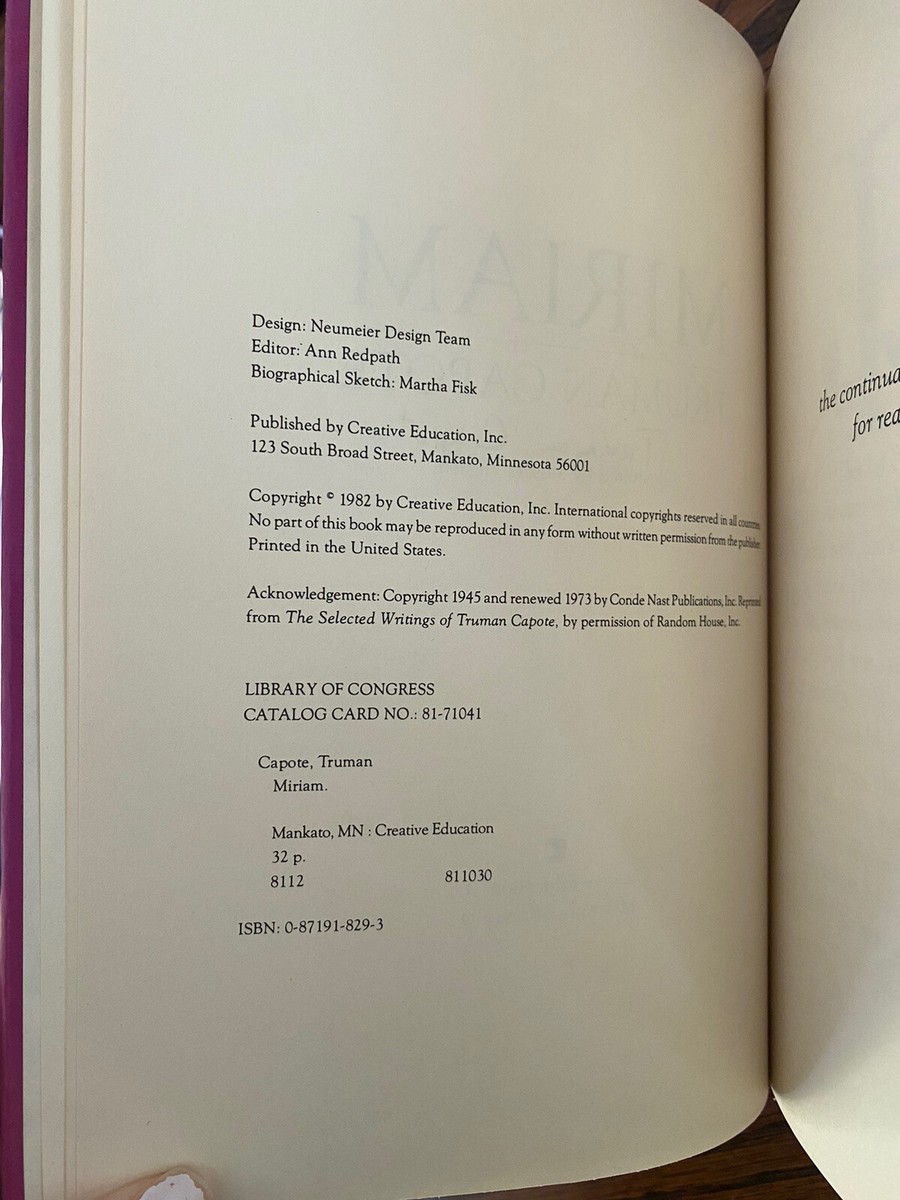 Design: Neumeier Design Team
Editor: Ann Redpath
Biographical Sketch: Martha Fisk
Published by Creative Education, Inc.
123 South Broad Street, Mankato, Minnesota 56001
Copyright © 1982 by Creative Education, Inc. International copyrights reserved in all countries.
No part of this book may be reproduced in any form without written permission from the publisher.
Printed in the United States.
Acknowledgement: Copyright 1945 and renewed 1973 by Conde Nast Publications, Inc. Reprinted
from The Selected Writings of Truman Capote, by permission of Random House, Inc.
LIBRARY OF CONGRESS
CATALOG CARD NO.: 81-71041
Capote, Truman
Miriam.
Mankato, MN : Creative Education
32 p.
8112 811030
ISBN: 0-87191-829-3
the
for